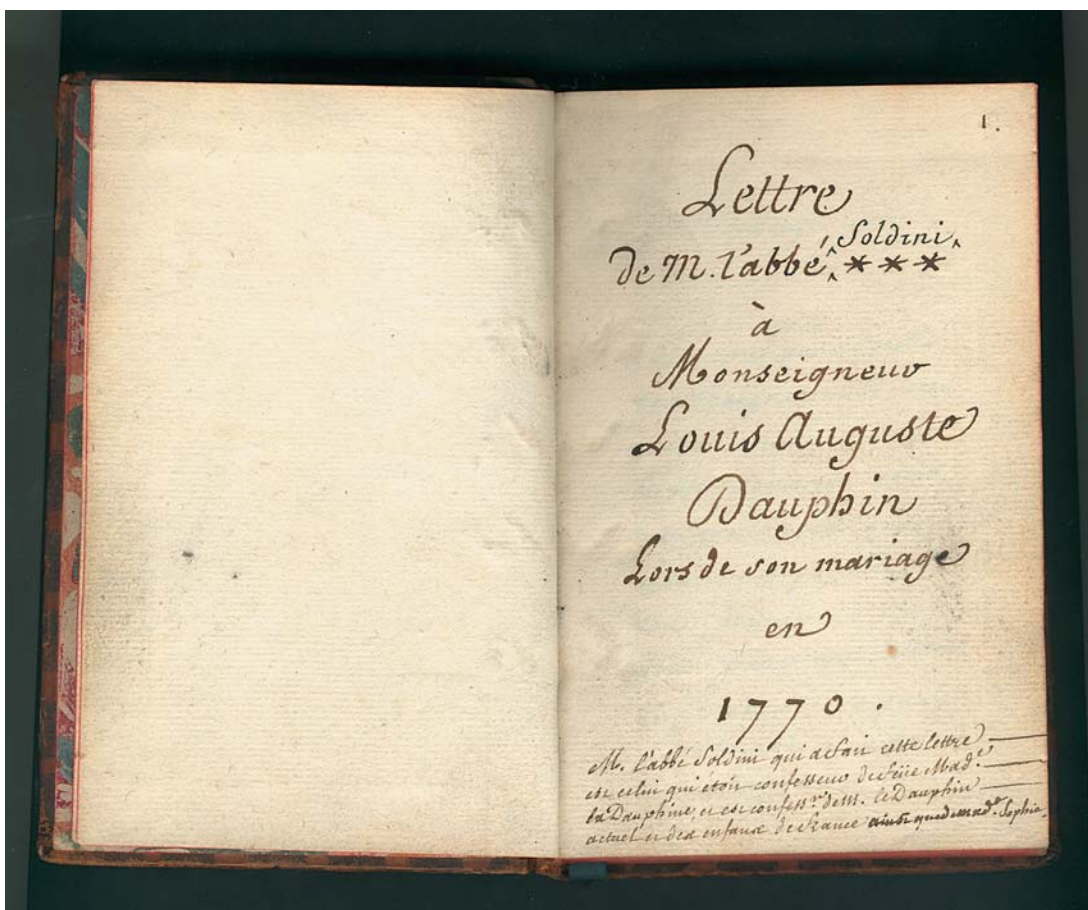 1.
Lettre
Soldini
De M. l'abbé ***
à
Monseigneur
Louis Auguste
Dauphin
Lors de son mariage
en
1770.
M. l'abbé Soldini qui a fait cette lettre
est celui qui étoit confesseur de feüe Mad.e
la Dauphine, et est confess.r de M. le Dauphin
actuel et des enfans de france ainsi que de mad.e Sophie.